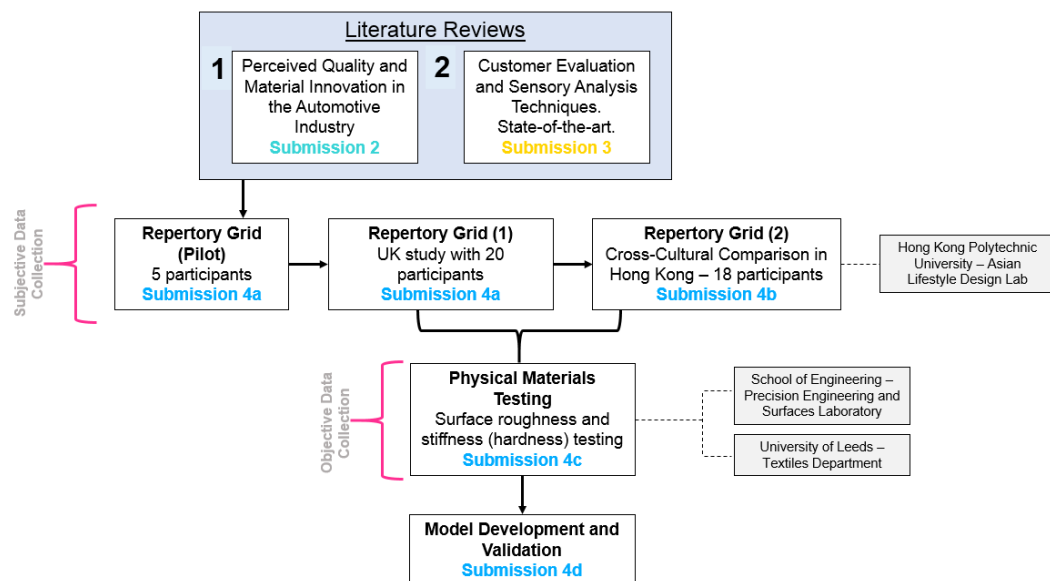 Literature Reviews
1
Perceived Quality and
Material Innovation in
the Automotive
Industry
Submission 2
2
Customer Evaluation
and Sensory Analysis
Techniques.
State-of-the-art.
Submission 3
Subjective Data
Collection
Repertory Grid
(Pilot)
5 participants
Submission 4a
Repertory Grid (1)
UK study with 20
participants
Submission 4a
Repertory Grid (2)
Cross-Cultural Comparison in
Hong Kong – 18 participants
Submission 4b
Hong Kong Polytechnic
University – Asian
Lifestyle Design Lab
Objective Data
Collection
Physical Materials
Testing
Surface roughness and
stiffness (hardness) testing
Submission 4c
School of Engineering –
Precision Engineering and
Surfaces Laboratory
University of Leeds –
Textiles Department
Model Development and
Validation
Submission 4d